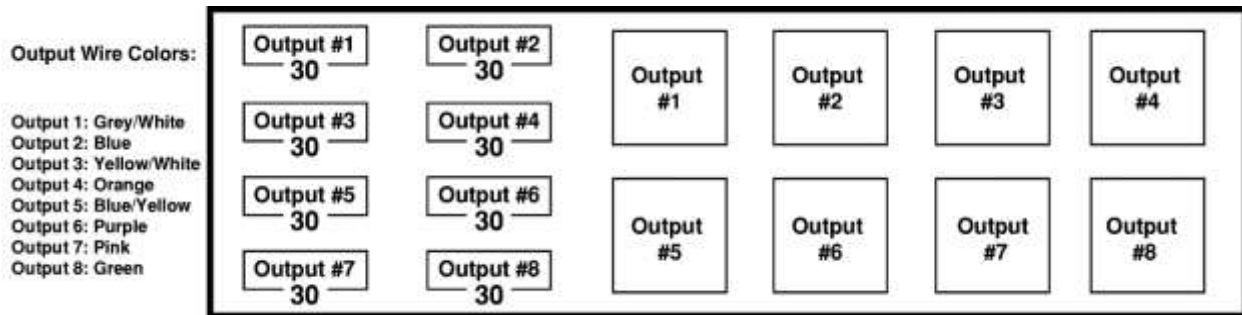 Output Wire Colors:
Output 1: Grey/White
Output 2: Blue
Output 3: Yellow/White
Output 4: Orange
Output 5: Blue/Yellow
Output 6: Purple
Output 7: Pink
Output 8: Green
Output #1
30
Output #2
30
Output #3
30
Output #4
30
Output #5
30
Output #6
30
Output #7
30
Output #8
30
Output
#1
Output
#2
Output
#3
Output
#4
Output
#5
Output
#6
Output
#7
Output
#8